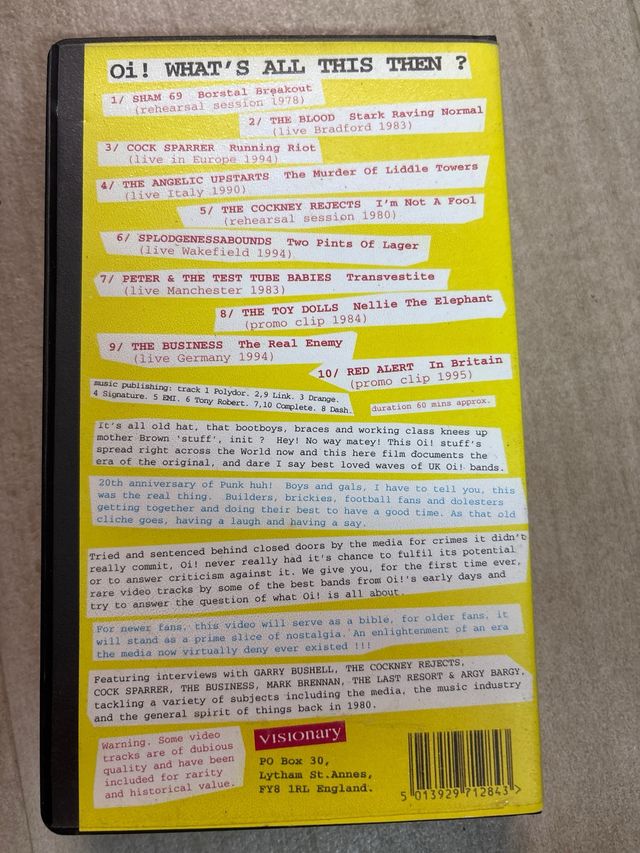 Oi! WHAT'S ALL THIS THEN ?
1/ SHAM 69 Borstal Breakout
(rehearsal session 1978)
2/ THE BLOOD Stark Raving Normal
(live Bradford 1983)
3/ COCK SPARRER Running Riot
(live in Europe 1994)
4/ THE ANGELIC UPSTARTS The Murder Of Liddle Towers
(live Italy 1990)
5/ THE COCKNEY REJECTS I'm Not A Fool
(rehearsal session 1980)
6/ SPLODGENESSABOUNDS Two Pints Of Lager
(live Wakefield 1994)
7/ PETER & THE TEST TUBE BABIES Transvestite
(live Manchester 1983)
8/ THE TOY DOLLS Nellie The Elephant
(promo clip 1984)
9/ THE BUSINESS The Real Enemy
(live Germany 1994)
10/ RED ALERT In Britain
(promo clip 1995)
music publishing: track 1 Polydor. 2,9 Link. 3 Orange.
4 Signature. 5 EMI. 6 Tony Robert. 7,10 Complete. 8 Dash.
duration 60 mins approx.
It's all old hat, that bootboys, braces and working class knees up
mother Brown 'stuff', init ? Hey! No way matey! This Oi! stuff's
spread right across the World now and this here film documents the
era of the original, and dare I say best loved waves of UK Oi! bands.
20th anniversary of Punk huh! Boys and gals, I have to tell you, this
was the real thing. Builders, brickies, football fans and dolesters
getting together and doing their best to have a good time. As that old
cliche goes, having a laugh and having a say.
Tried and sentenced behind closed doors by the media for crimes it didn't
really commit, Oi! never really had it's chance to fulfil its potential
or to answer criticism against it. We give you, for the first time ever,
rare video tracks by some of the best bands from Oi!'s early days and
try to answer the question of what Oi! is all about.
For newer fans, this video will serve as a bible, for older fans, it
will stand as a prime slice of nostalgia. An enlightenment of an era
the media now virtually deny ever existed !!!
Featuring interviews with GARRY BUSHELL, THE COCKNEY REJECTS,
COCK SPARRER, THE BUSINESS, MARK BRENNAN, THE LAST RESORT & ARGY BARGY,
tackling a variety of subjects including the media, the music industry
and the general spirit of things back in 1980.
Warning. Some video
tracks are of dubious
quality and have been
included for rarity
and historical value.
VISIONARY
PO Box 30,
Lytham St.Annes,
FY8 1RL England.
5 013929 712843 >